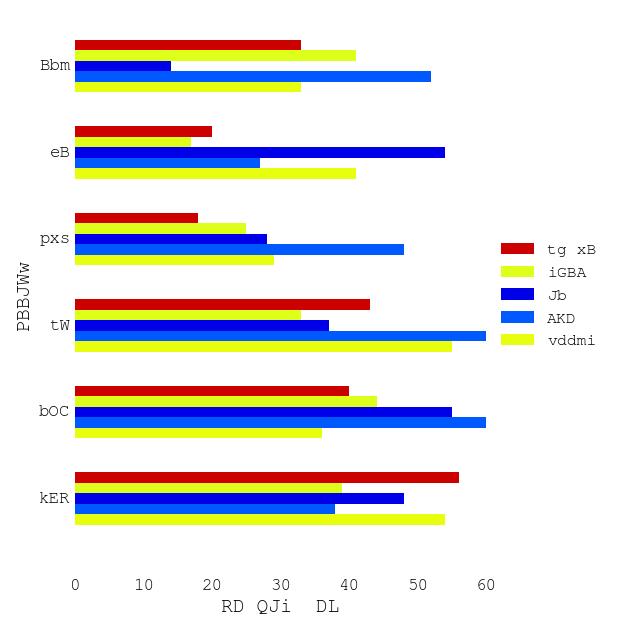 Bbm
eB
pxs
tW
bOC
kER
PBBJWw
0 10 20 30 40 50 60
RD QJi DL
tg xB
iGBA
Jb
AKD
vddmi